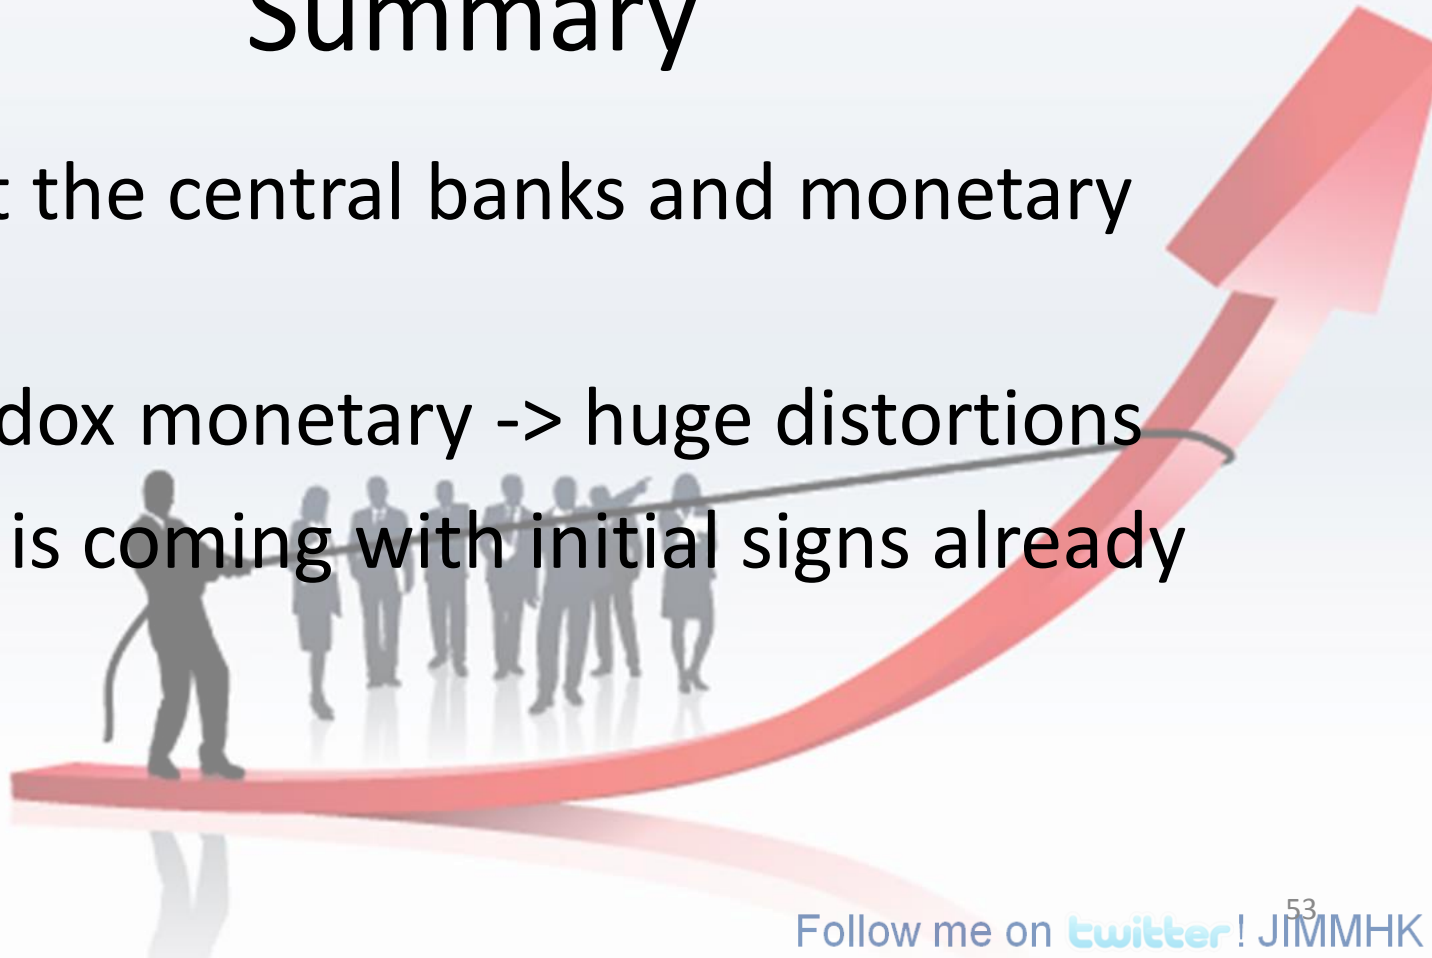 Summary
t the central banks and monetary
dox monetary -> huge distortions
is coming with initial signs already
53
Follow me on twitter! JIMMHK